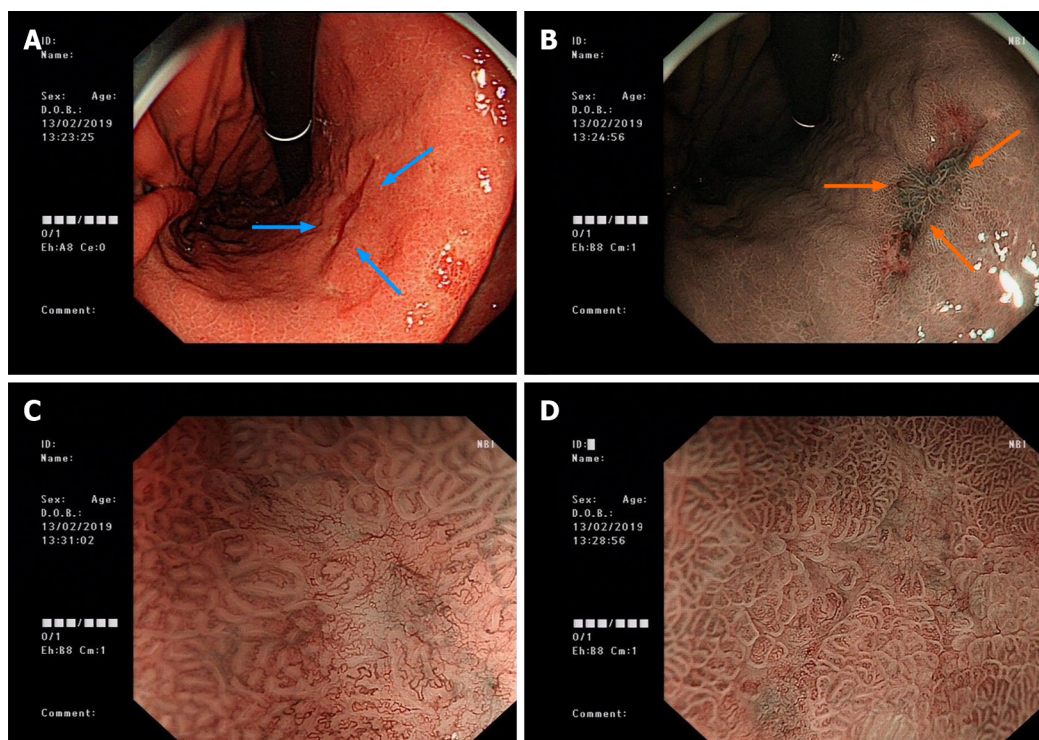 A
ID:
Name:
Sex: Age:
D.O.B.:
13/02/2019
13:23:25
■■■/■■■
0/1
Eh:A8 Ce:0
Comment:
B
NBI
ID:
Name:
Sex: Age:
D.O.B.:
13/02/2019
13:24:56
■■■/■■■
0/1
Eh:B8 Cm:1
Comment:
C
NBI
ID:
Name:
Sex: Age:
D.O.B.:
13/02/2019
13:31:02
■■■/■■■
0/1
Eh:B8 Cm:1
Comment:
D
NBI
ID:
Name:
Sex: Age:
D.O.B.:
13/02/2019
13:28:56
■■■/■■■
0/1
Eh:B8 Cm:1
Comment: